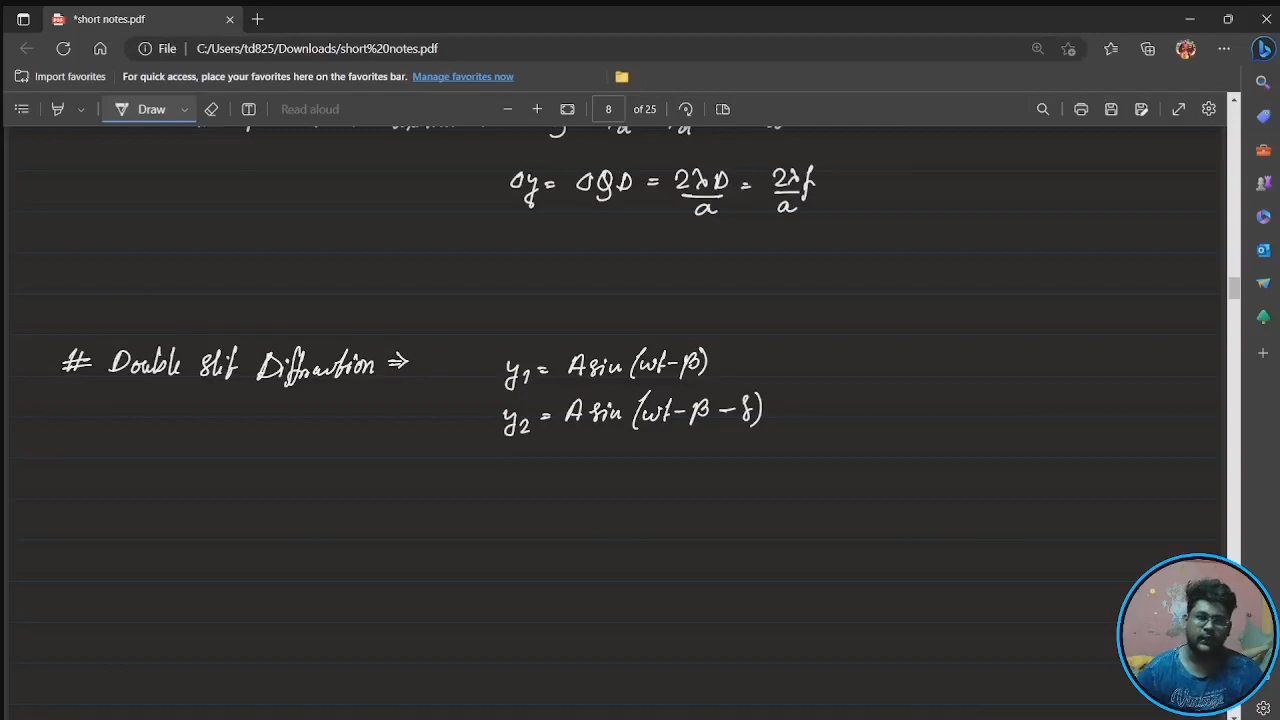 *short notes.pdf
File C:/Users/td825/Downloads/short%20notes.pdf
Import favorites For quick access, place your favorites here on the favorites bar. Manage favorites now
Draw Read aloud 8 of 25
Δy = ΔθD = 2λD/a = 2λf/a
# Double slit Diffraction ⇒ y₁ = A sin (ωt - β)
y₂ = A sin (ωt - β - δ)